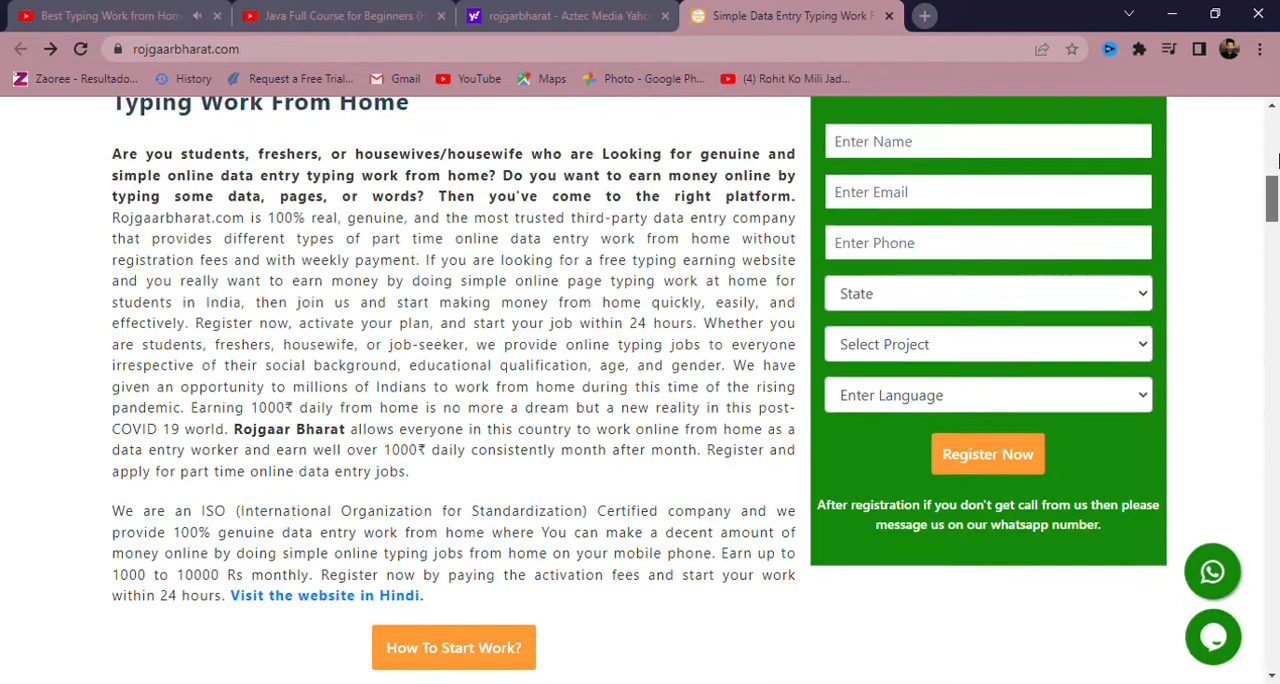 Best Typing Work from Hom
Java Full Course for Beginners (H
rojgarbharat - Aztec Media Yaho
Simple Data Entry Typing Work F
rojgaarbharat.com
Zaoree - Resultado...
History
Request a Free Trial...
Gmail
YouTube
Maps
Photo - Google Ph...
(4) Rohit Ko Mili Jad...
Typing Work From Home
Are you students, freshers, or housewives/housewife who are Looking for genuine and
simple online data entry typing work from home? Do you want to earn money online by
typing some data, pages, or words? Then you've come to the right platform.
Rojgaarbharat.com is 100% real, genuine, and the most trusted third-party data entry company
that provides different types of part time online data entry work from home without
registration fees and with weekly payment. If you are looking for a free typing earning website
and you really want to earn money by doing simple online page typing work at home for
students in India, then join us and start making money from home quickly, easily, and
effectively. Register now, activate your plan, and start your job within 24 hours. Whether you
are students, freshers, housewife, or job-seeker, we provide online typing jobs to everyone
irrespective of their social background, educational qualification, age, and gender. We have
given an opportunity to millions of Indians to work from home during this time of the rising
pandemic. Earning 1000₹ daily from home is no more a dream but a new reality in this post-
COVID 19 world. Rojgaar Bharat allows everyone in this country to work online from home as a
data entry worker and earn well over 1000₹ daily consistently month after month. Register and
apply for part time online data entry jobs.
We are an ISO (International Organization for Standardization) Certified company and we
provide 100% genuine data entry work from home where You can make a decent amount of
money online by doing simple online typing jobs from home on your mobile phone. Earn up to
1000 to 10000 Rs monthly. Register now by paying the activation fees and start your work
within 24 hours. Visit the website in Hindi.
How To Start Work?
Enter Name
Enter Email
Enter Phone
State
Select Project
Enter Language
Register Now
After registration if you don't get call from us then please
message us on our whatsapp number.